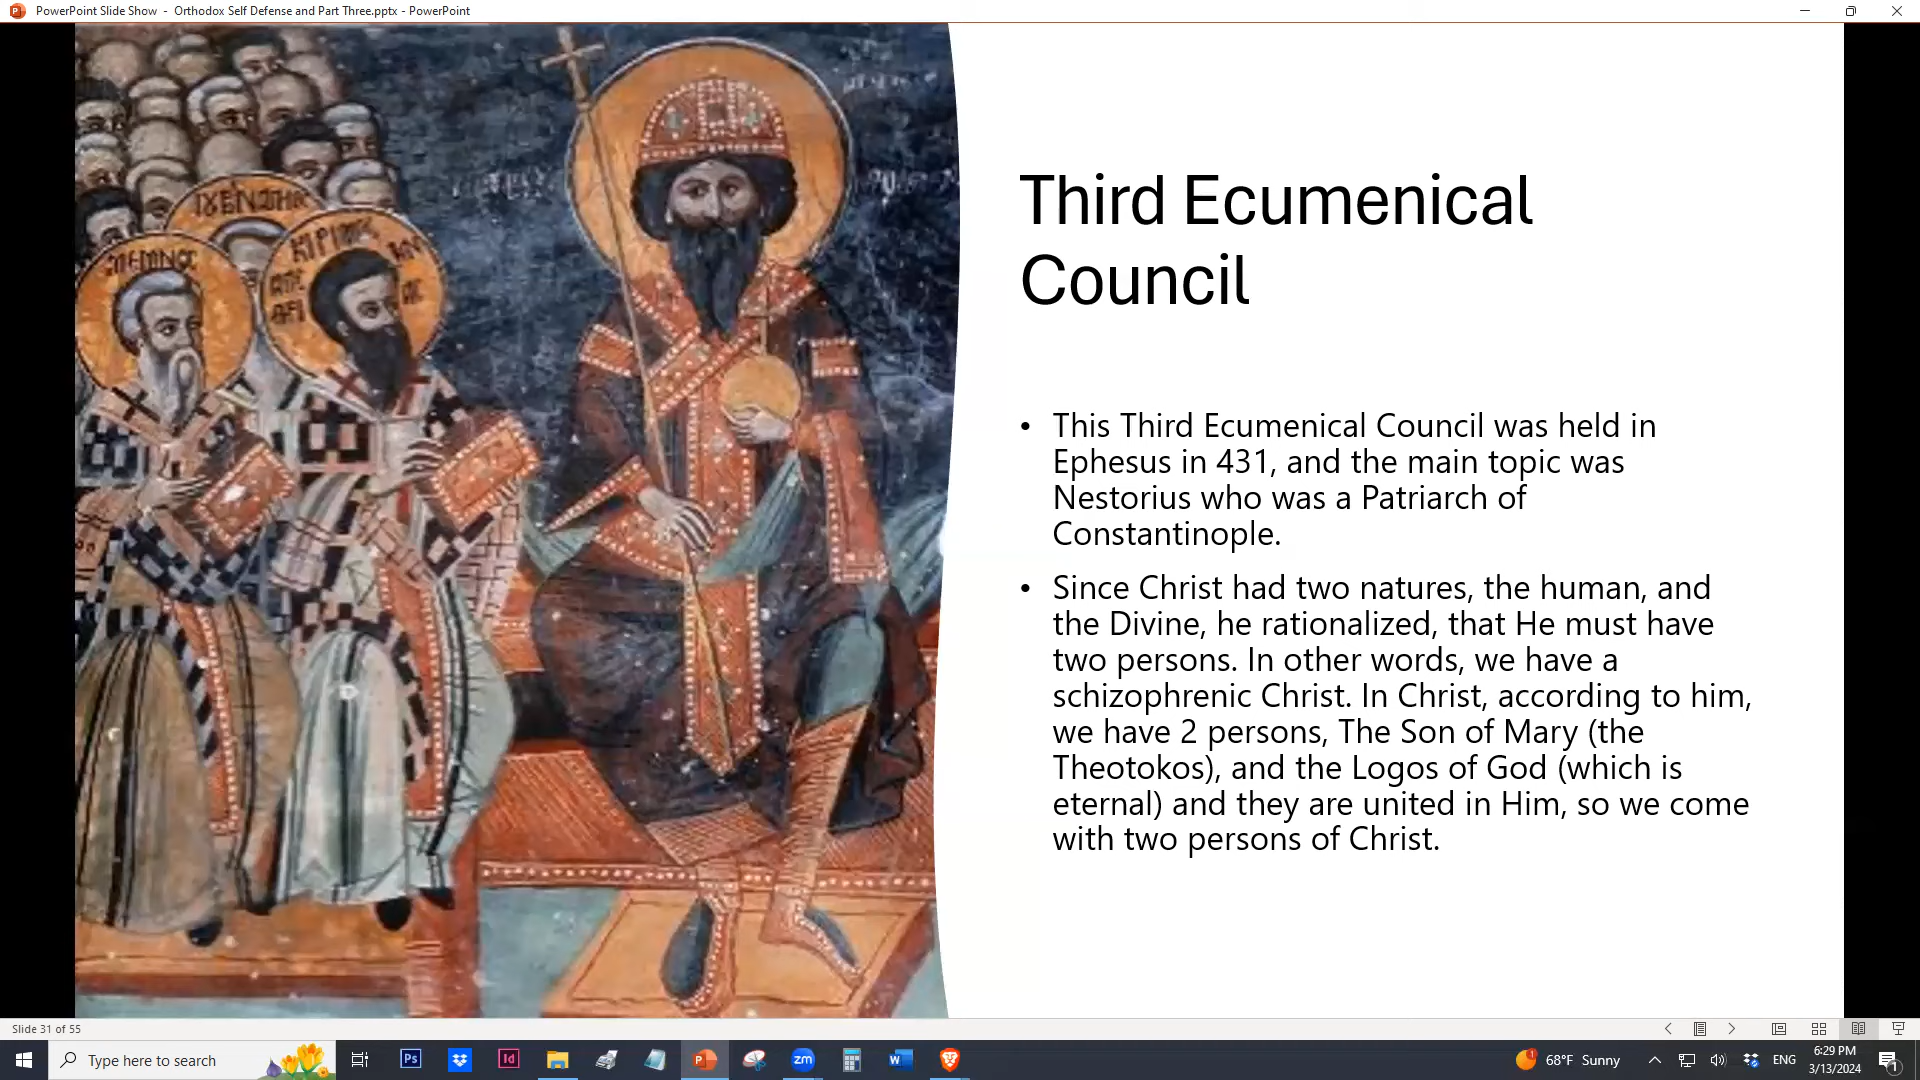 PowerPoint Slide Show - Orthodox Self Defense and Part Three.pptx - PowerPoint
Third Ecumenical
Council
• This Third Ecumenical Council was held in
Ephesus in 431, and the main topic was
Nestorius who was a Patriarch of
Constantinople.
• Since Christ had two natures, the human, and
the Divine, he rationalized, that He must have
two persons. In other words, we have a
schizophrenic Christ. In Christ, according to him,
we have 2 persons, The Son of Mary (the
Theotokos), and the Logos of God (which is
eternal) and they are united in Him, so we come
with two persons of Christ.
Slide 31 of 55
Type here to search
Ps
Id
zm
68°F Sunny
ENG
6:29 PM
3/13/2024